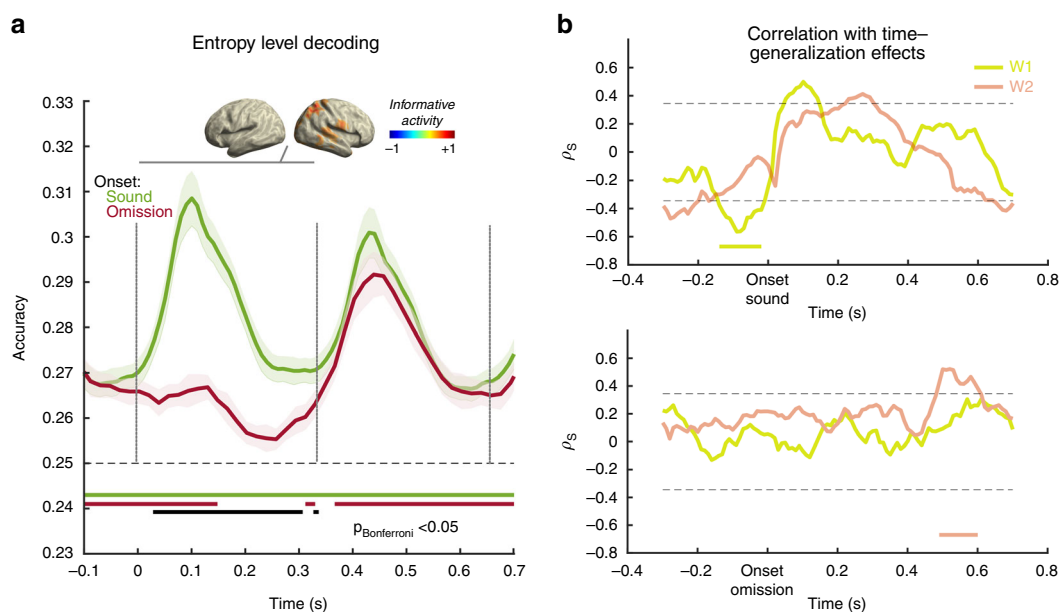 a
Entropy level decoding
Informative
activity
−1
+1
Onset:
Sound
Omission
Accuracy
0.33
0.32
0.31
0.3
0.29
0.28
0.27
0.26
0.25
0.24
0.23
pBonferroni <0.05
−0.1
0
0.1
0.2
0.3
0.4
0.5
0.6
0.7
Time (s)
b
Correlation with time–
generalization effects
W1
W2
ρS
0.6
0.4
0.2
0
−0.2
−0.4
−0.6
−0.8
−0.4
−0.2
Onset
sound
0.2
0.4
0.6
0.8
Time (s)
ρS
0.6
0.4
0.2
0
−0.2
−0.4
−0.6
−0.8
−0.4
−0.2
Onset
omission
0.2
0.4
0.6
0.8
Time (s)